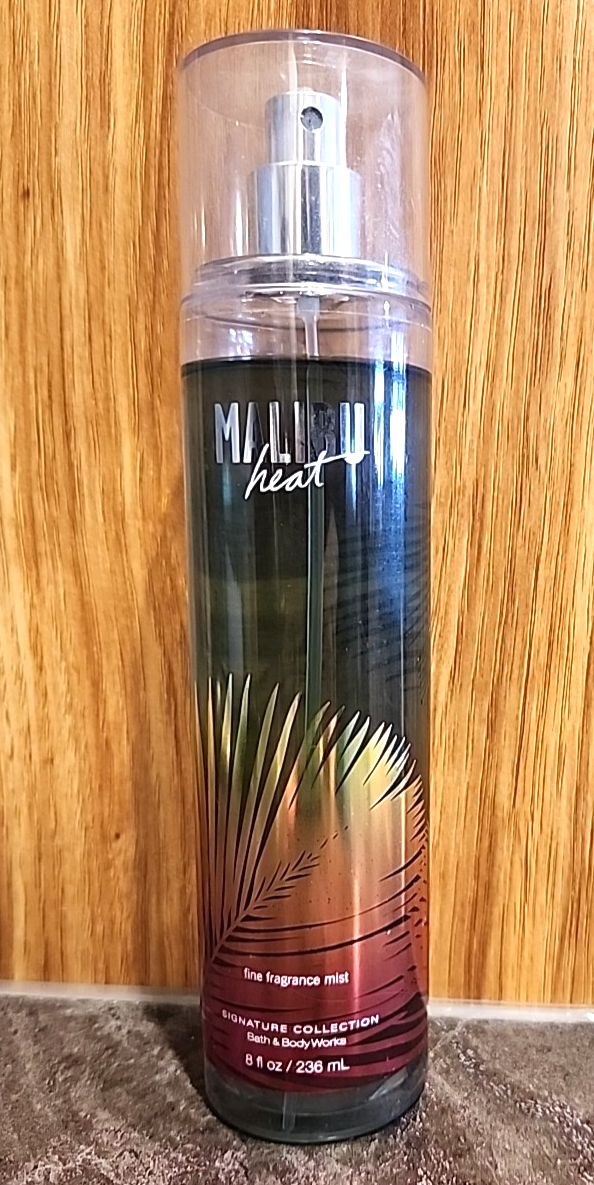 MALIBU
heat
fine fragrance mist
SIGNATURE COLLECTION
Bath & Body Works
8 fl oz / 236 mL